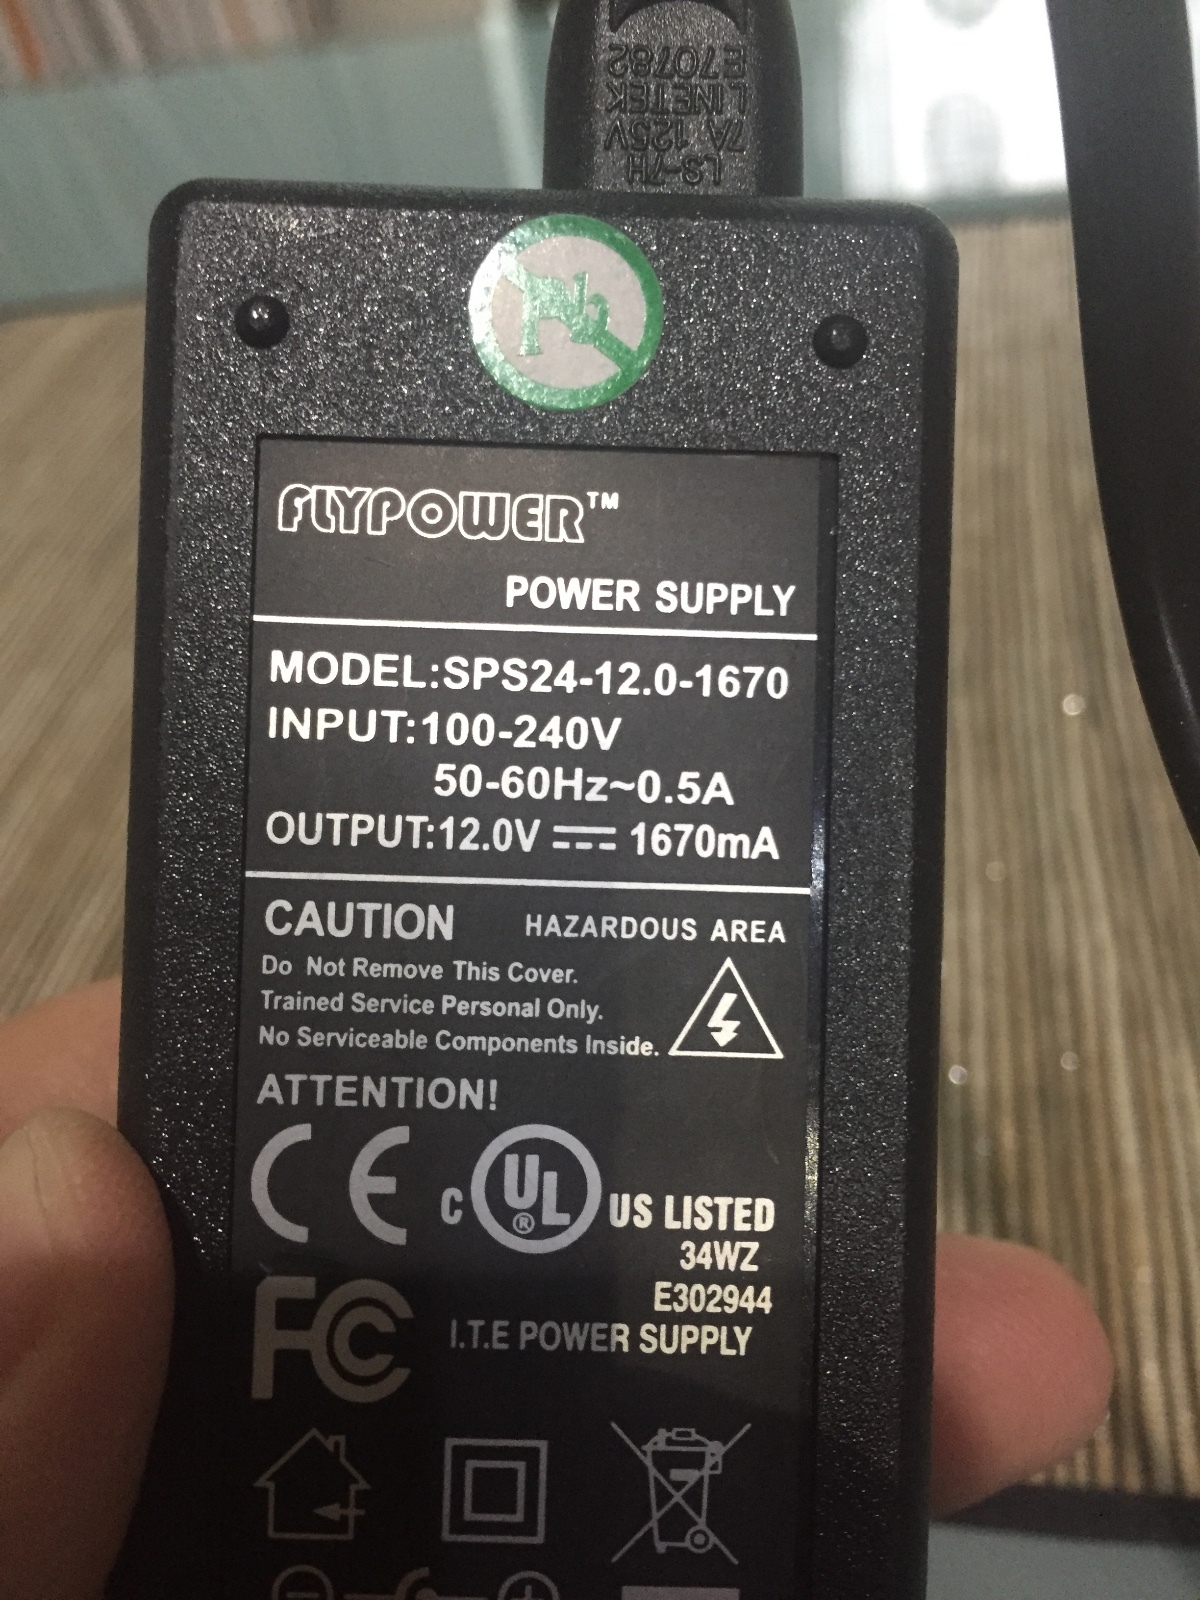 E70782
LINETEK
7A 125V
LS-7H
Pb
FLYPOWER™
POWER SUPPLY
MODEL:SPS24-12.0-1670
INPUT:100-240V
50-60Hz~0.5A
OUTPUT:12.0V ⎓ 1670mA
CAUTION HAZARDOUS AREA
Do Not Remove This Cover.
Trained Service Personal Only.
No Serviceable Components Inside.
ATTENTION!
CE c UL® US LISTED
34WZ
E302944
FC I.T.E POWER SUPPLY